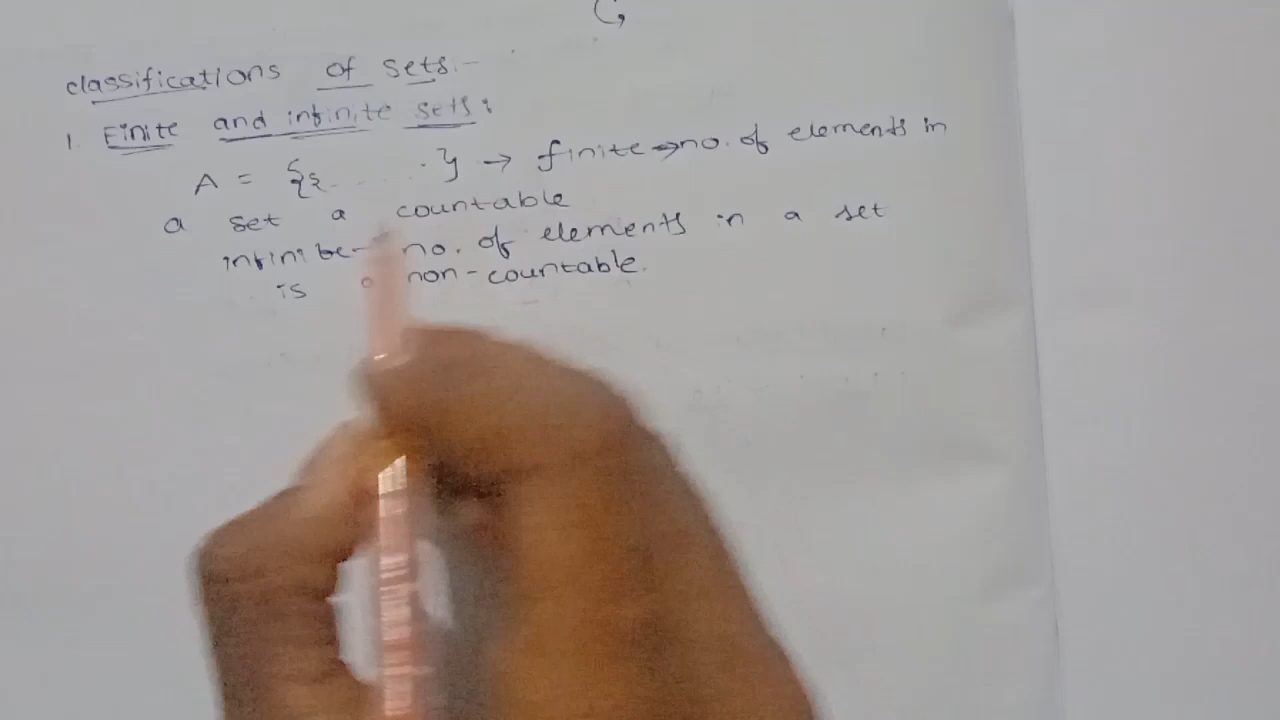 classifications of sets:-
1. Finite and infinite sets:
A = {ξ. . . . . . . .} → finite → no. of elements in
a set a countable
infinite- no. of elements in a set
is a non-countable.